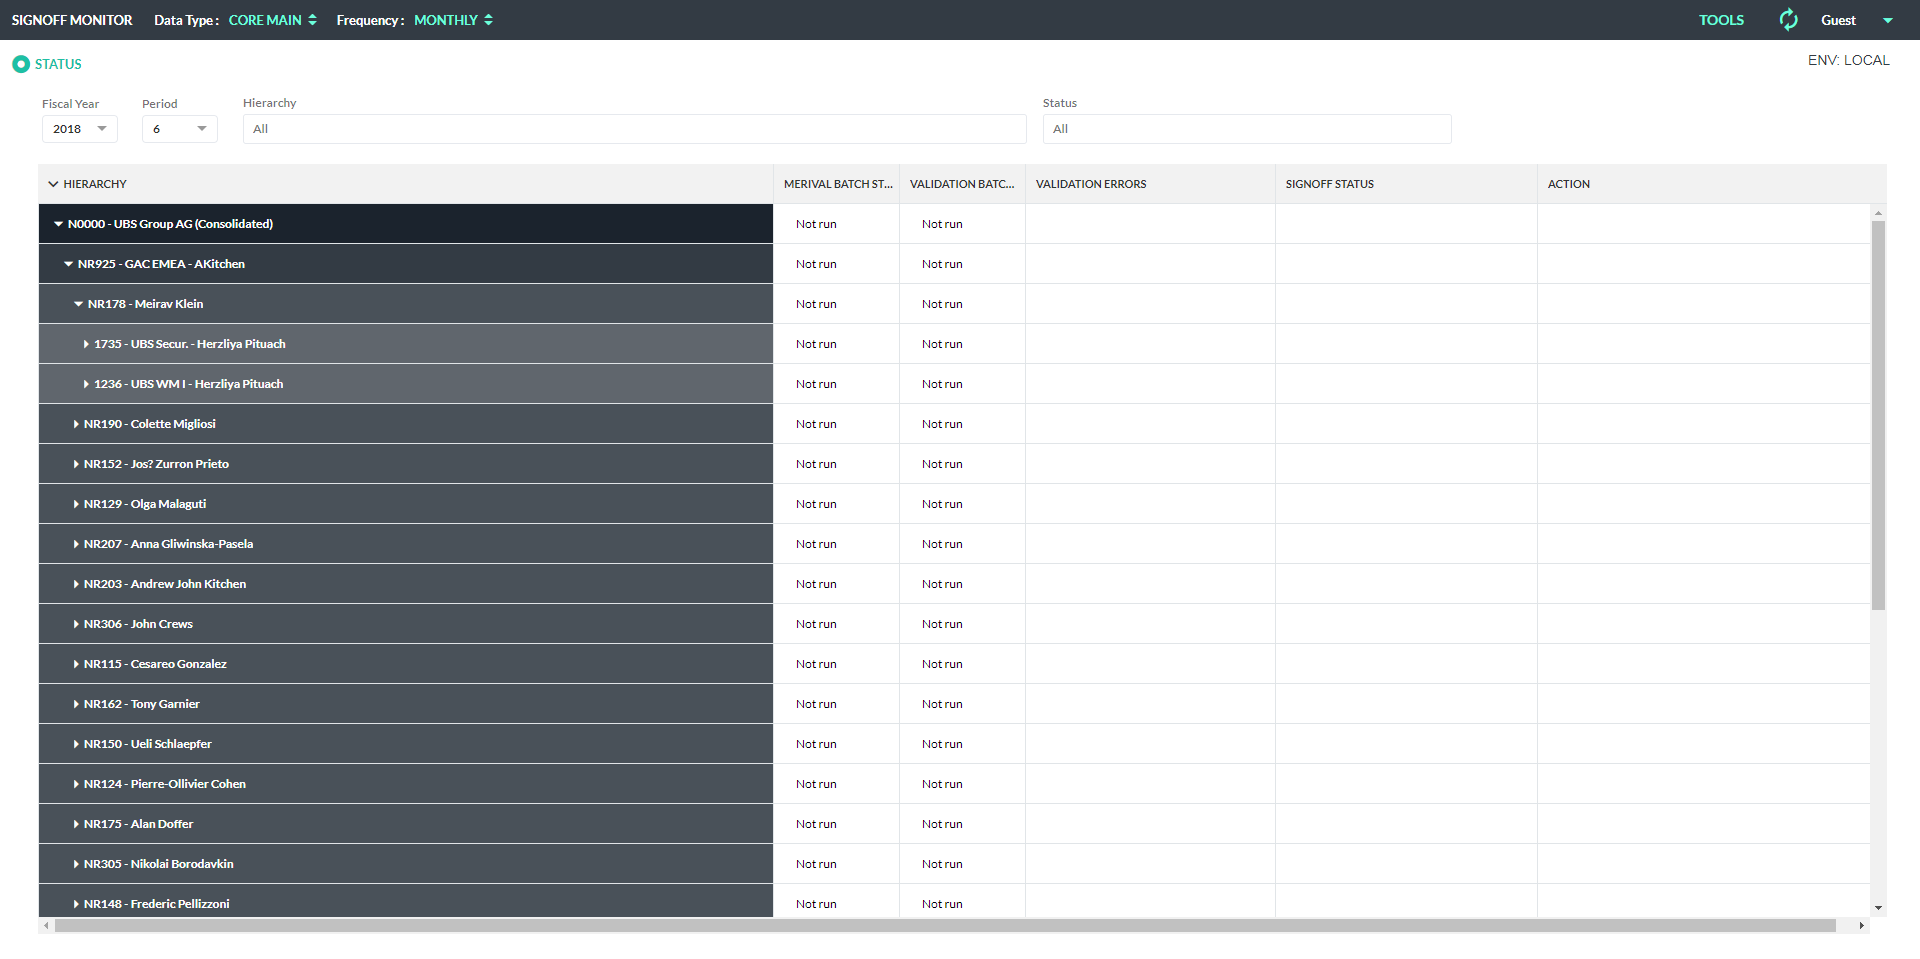 SIGNOFF MONITOR Data Type : CORE MAIN Frequency : MONTHLY TOOLS Guest
STATUS ENV: LOCAL
Fiscal Year Period Hierarchy Status
2018 6 All All
HIERARCHY MERIVAL BATCH ST... VALIDATION BATC... VALIDATION ERRORS SIGNOFF STATUS ACTION
N0000 - UBS Group AG (Consolidated) Not run Not run
NR925 - GAC EMEA - AKitchen Not run Not run
NR178 - Meirav Klein Not run Not run
1735 - UBS Secur. - Herzliya Pituach Not run Not run
1236 - UBS WM I - Herzliya Pituach Not run Not run
NR190 - Colette Migliosi Not run Not run
NR152 - Jos? Zurron Prieto Not run Not run
NR129 - Olga Malaguti Not run Not run
NR207 - Anna Gliwinska-Pasela Not run Not run
NR203 - Andrew John Kitchen Not run Not run
NR306 - John Crews Not run Not run
NR115 - Cesareo Gonzalez Not run Not run
NR162 - Tony Garnier Not run Not run
NR150 - Ueli Schlaepfer Not run Not run
NR124 - Pierre-Ollivier Cohen Not run Not run
NR175 - Alan Doffer Not run Not run
NR305 - Nikolai Borodavkin Not run Not run
NR148 - Frederic Pellizzoni Not run Not run